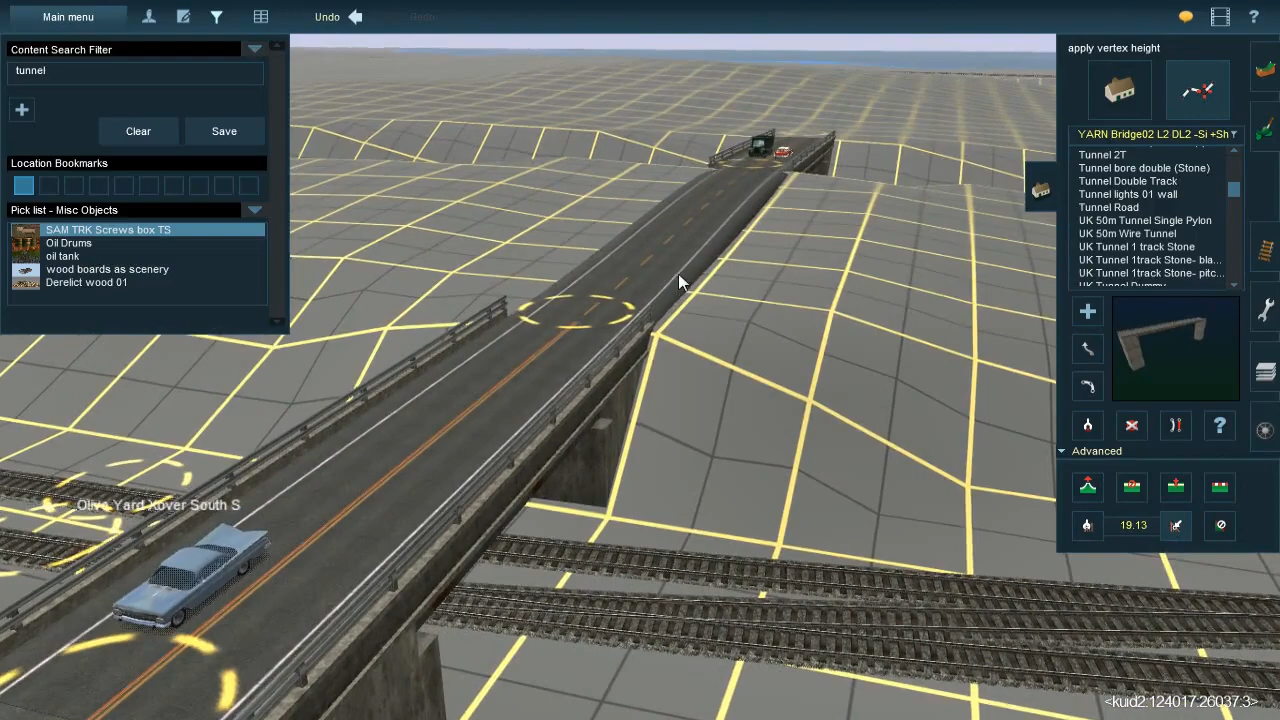 Main menu
Undo
Redo
Content Search Filter
tunnel
Clear
Save
Location Bookmarks
Pick list - Misc Objects
SAM TRK Screws box TS
Oil Drums
oil tank
wood boards as scenery
Derelict wood 01
Olive Yard Xover South S
apply vertex height
YARN Bridge02 L2 DL2 -Si +Sh
Tunnel 2T
Tunnel bore double (Stone)
Tunnel Double Track
Tunnel lights 01 wall
Tunnel Road
UK 50m Tunnel Single Pylon
UK 50m Wire Tunnel
UK Tunnel 1 track Stone
UK Tunnel 1track Stone- bla...
UK Tunnel 1track Stone- pitc...
UK Tunnel Dummy
Advanced
19.13
<kuid2:124017:26037:3>